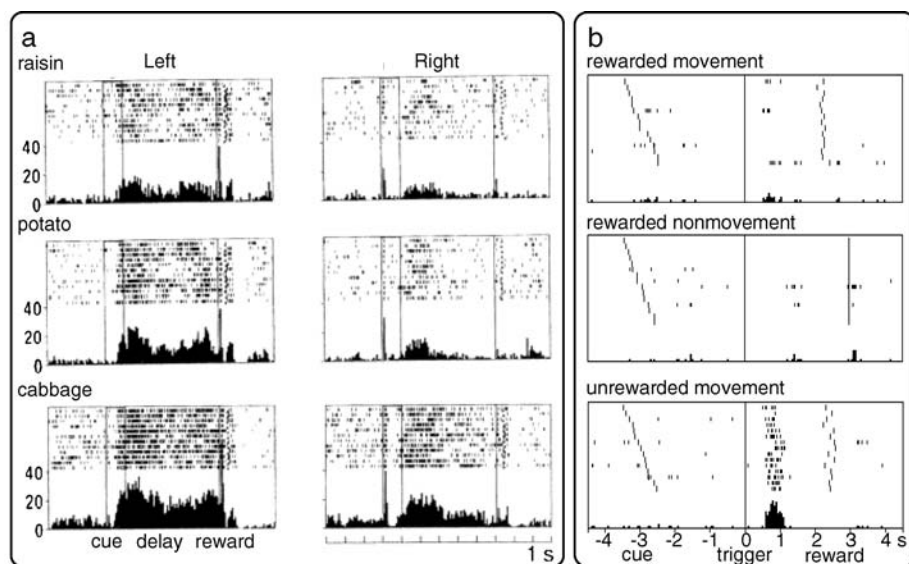 a
Left Right
raisin
40
20
0
potato
40
20
0
cabbage
40
20
0
cue delay reward
1 s
b
rewarded movement
rewarded nonmovement
unrewarded movement
-4 -3 -2 -1 0 1 2 3 4 s
cue trigger reward